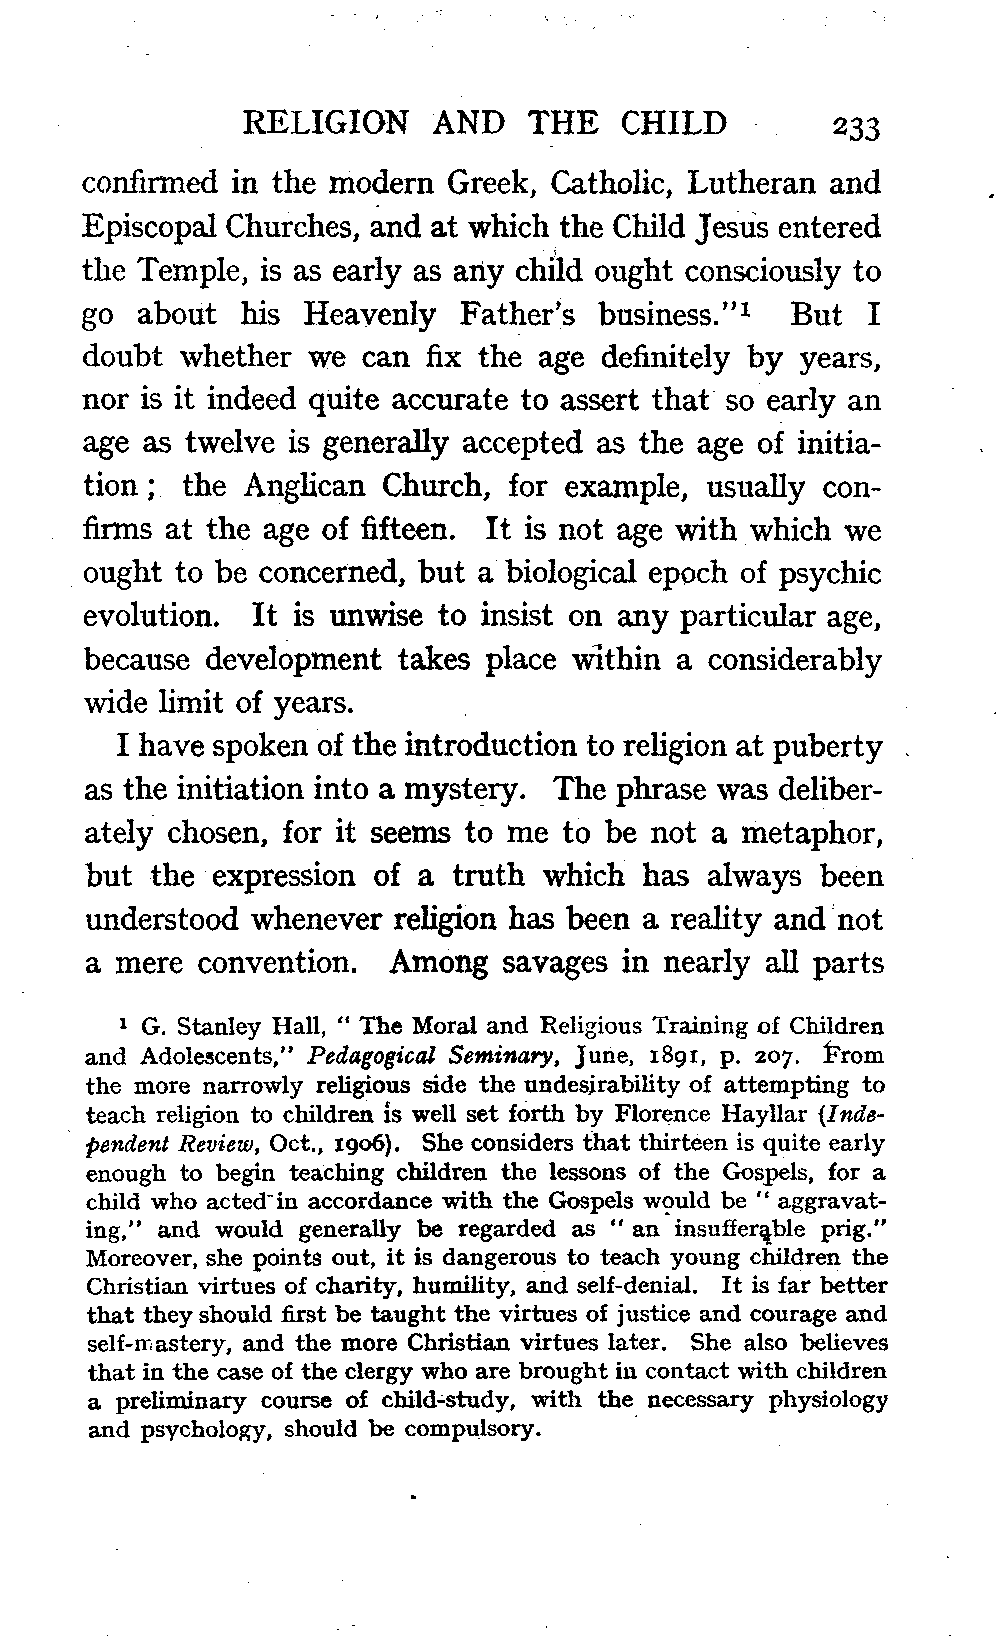 RELIGION AND THE CHILD 233
confirmed in the modern Greek, Catholic, Lutheran and
Episcopal Churches, and at which the Child Jesus entered
the Temple, is as early as any child ought consciously to
go about his Heavenly Father's business."¹ But I
doubt whether we can fix the age definitely by years,
nor is it indeed quite accurate to assert that so early an
age as twelve is generally accepted as the age of initia-
tion ; the Anglican Church, for example, usually con-
firms at the age of fifteen. It is not age with which we
ought to be concerned, but a biological epoch of psychic
evolution. It is unwise to insist on any particular age,
because development takes place within a considerably
wide limit of years.
I have spoken of the introduction to religion at puberty
as the initiation into a mystery. The phrase was deliber-
ately chosen, for it seems to me to be not a metaphor,
but the expression of a truth which has always been
understood whenever religion has been a reality and not
a mere convention. Among savages in nearly all parts
¹ G. Stanley Hall, " The Moral and Religious Training of Children
and Adolescents," Pedagogical Seminary, June, 1891, p. 207. From
the more narrowly religious side the undesirability of attempting to
teach religion to children is well set forth by Florence Hayllar (Inde-
pendent Review, Oct., 1906). She considers that thirteen is quite early
enough to begin teaching children the lessons of the Gospels, for a
child who acted in accordance with the Gospels would be " aggravat-
ing," and would generally be regarded as " an insufferable prig."
Moreover, she points out, it is dangerous to teach young children the
Christian virtues of charity, humility, and self-denial. It is far better
that they should first be taught the virtues of justice and courage and
self-mastery, and the more Christian virtues later. She also believes
that in the case of the clergy who are brought in contact with children
a preliminary course of child-study, with the necessary physiology
and psychology, should be compulsory.